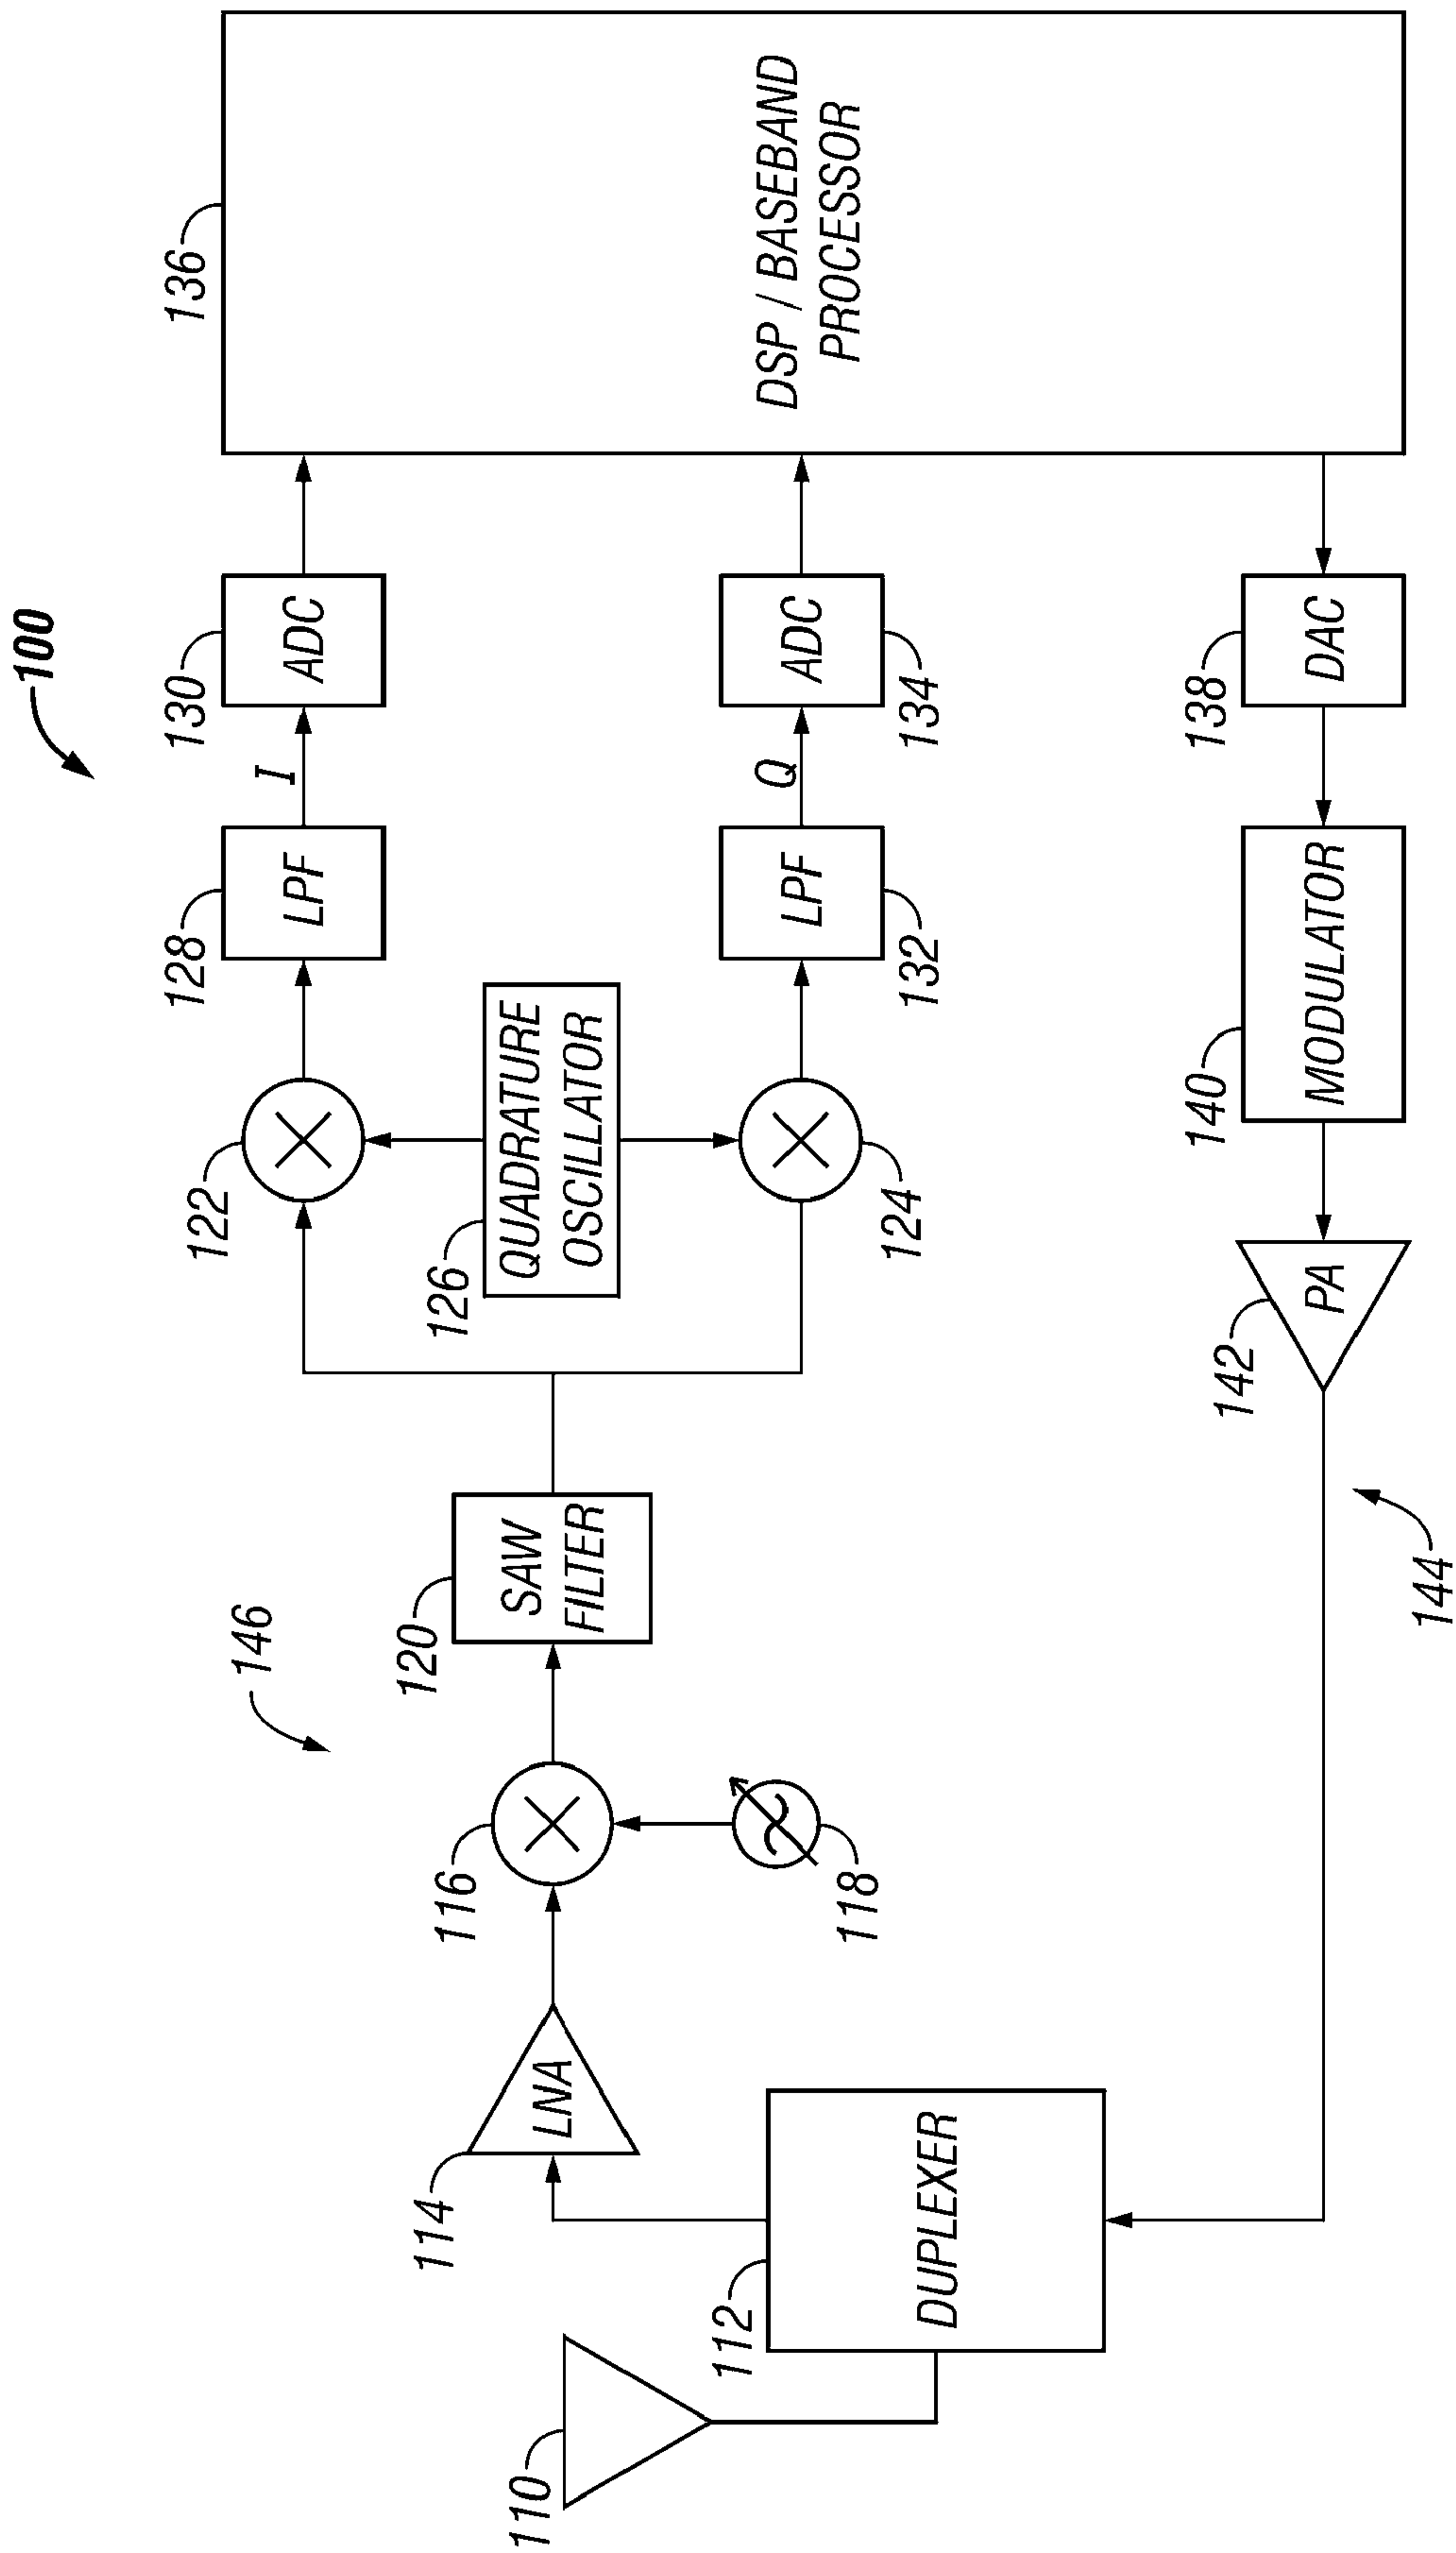 100
146
110
112
DUPLEXER
114
LNA
116
118
120
SAW
FILTER
122
124
126
QUADRATURE
OSCILLATOR
128
LPF
I
130
ADC
132
LPF
Q
134
ADC
136
DSP / BASEBAND
PROCESSOR
138
DAC
140
MODULATOR
142
PA
144